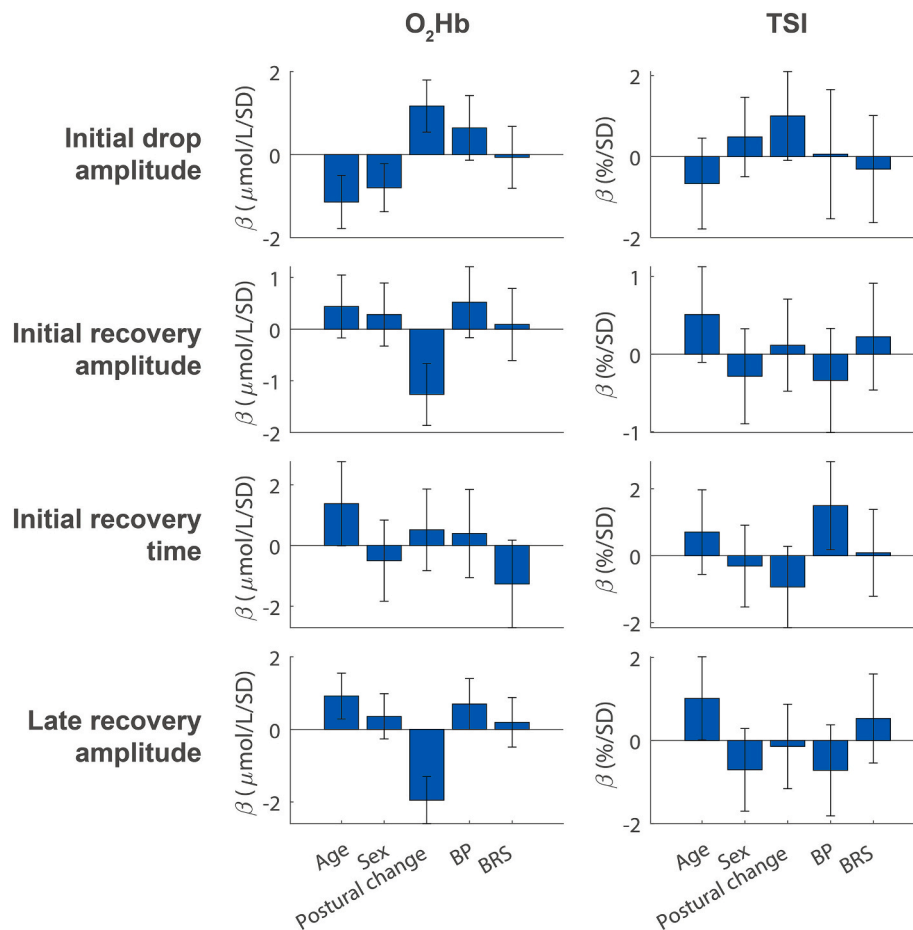 O₂Hb
TSI
Initial drop
amplitude
β ( μmol/L/SD)
2
0
-2
β (%/SD)
2
0
-2
Initial recovery
amplitude
β ( μmol/L/SD)
1
0
-1
-2
β (%/SD)
1
0
-1
Initial recovery
time
β ( μmol/L/SD)
2
0
-2
β (%/SD)
2
0
-2
Late recovery
amplitude
β ( μmol/L/SD)
2
0
-2
β (%/SD)
2
0
-2
Age
Sex
Postural change
BP
BRS
Age
Sex
Postural change
BP
BRS